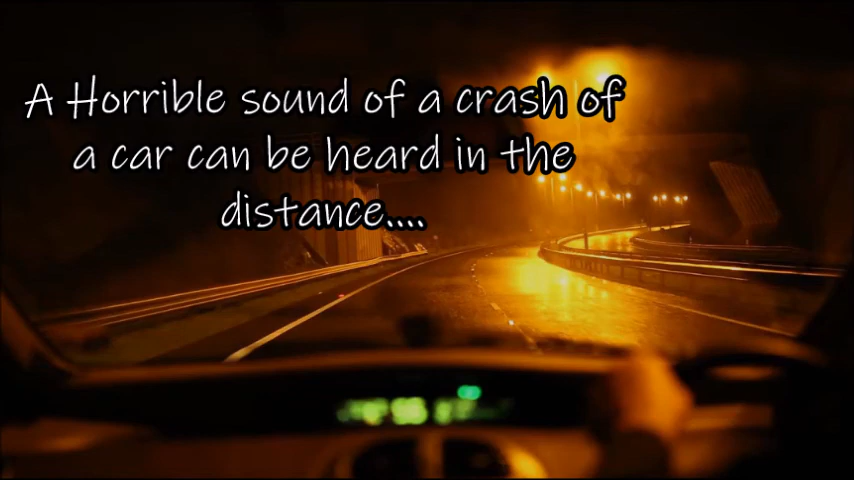 A Horrible sound of a crash of
a car can be heard in the
distance....